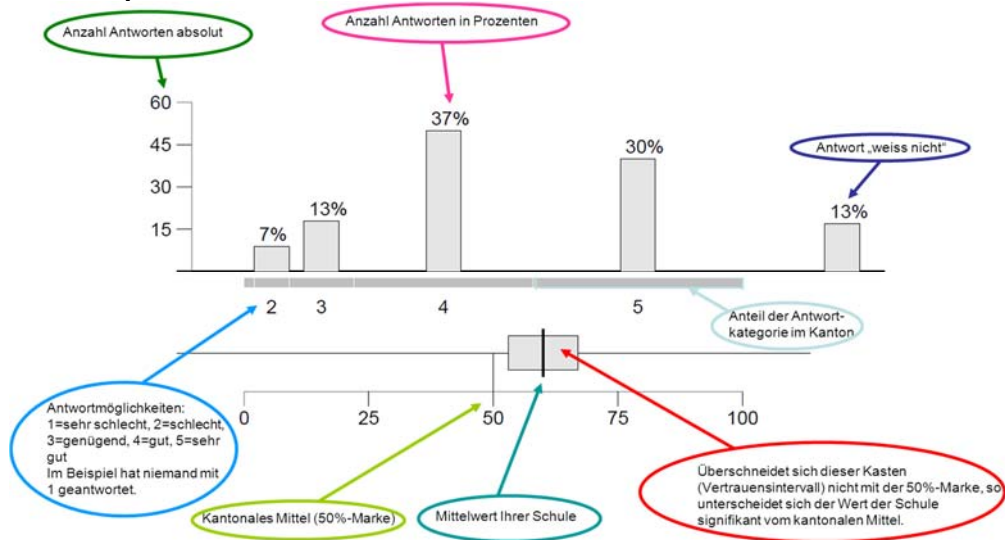 Anzahl Antworten absolut
Anzahl Antworten in Prozenten
60
45
30
15
7%
13%
37%
30%
13%
Antwort „weiss nicht“
2
3
4
5
Anteil der Antwort-
kategorie im Kanton
0
25
50
75
100
Antwortmöglichkeiten:
1=sehr schlecht, 2=schlecht,
3=genügend, 4=gut, 5=sehr
gut
Im Beispiel hat niemand mit
1 geantwortet.
Kantonales Mittel (50%-Marke)
Mittelwert Ihrer Schule
Überschneidet sich dieser Kasten
(Vertrauensintervall) nicht mit der 50%-Marke, so
unterscheidet sich der Wert der Schule
signifikant vom kantonalen Mittel.